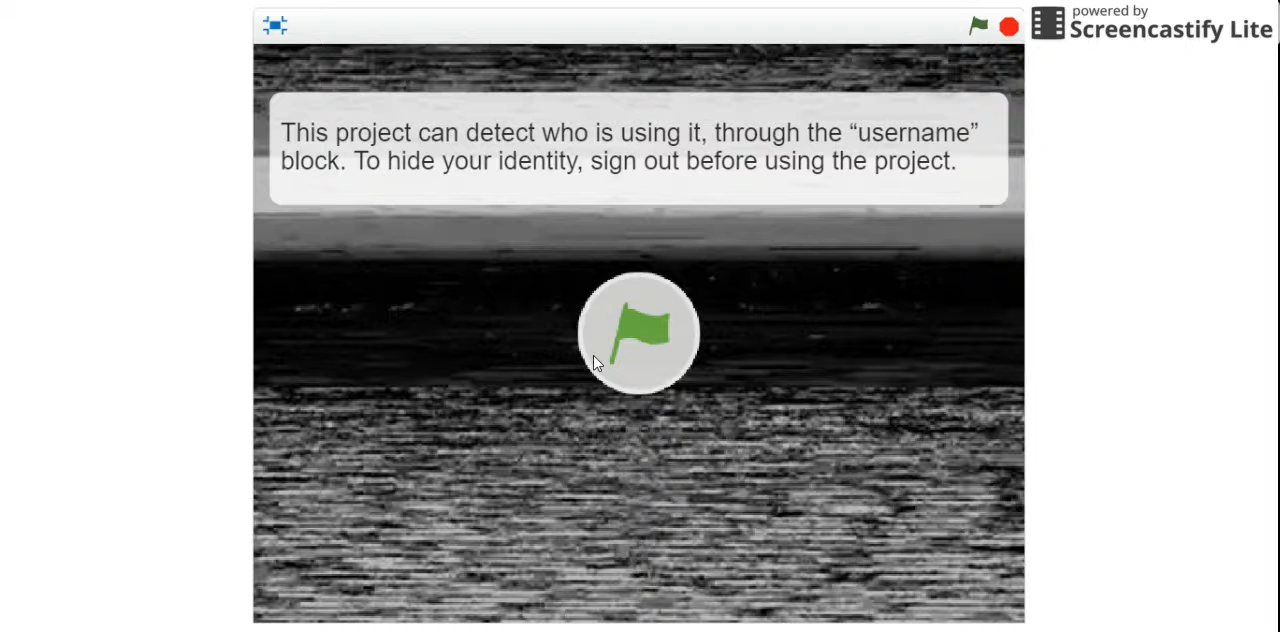 powered by
Screencastify Lite
This project can detect who is using it, through the “username”
block. To hide your identity, sign out before using the project.